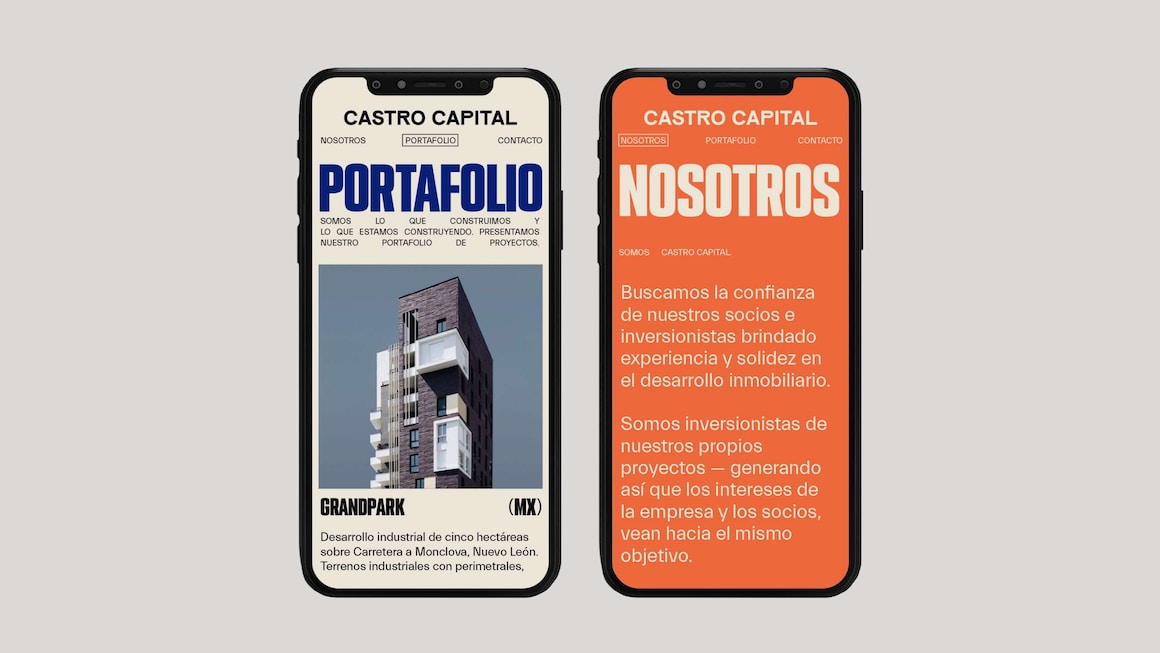 CASTRO CAPITAL
NOSOTROS PORTAFOLIO CONTACTO
PORTAFOLIO
SOMOS LO QUE CONSTRUIMOS Y
LO QUE ESTAMOS CONSTRUYENDO. PRESENTAMOS
NUESTRO PORTAFOLIO DE PROYECTOS.
GRANDPARK (MX)
Desarrollo industrial de cinco hectáreas
sobre Carretera a Monclova, Nuevo León.
Terrenos industriales con perimetrales,
CASTRO CAPITAL
NOSOTROS PORTAFOLIO CONTACTO
NOSOTROS
SOMOS CASTRO CAPITAL
Buscamos la confianza
de nuestros socios e
inversionistas brindado
experiencia y solidez en
el desarrollo inmobiliario.
Somos inversionistas de
nuestros propios
proyectos — generando
así que los intereses de
la empresa y los socios,
vean hacia el mismo
objetivo.